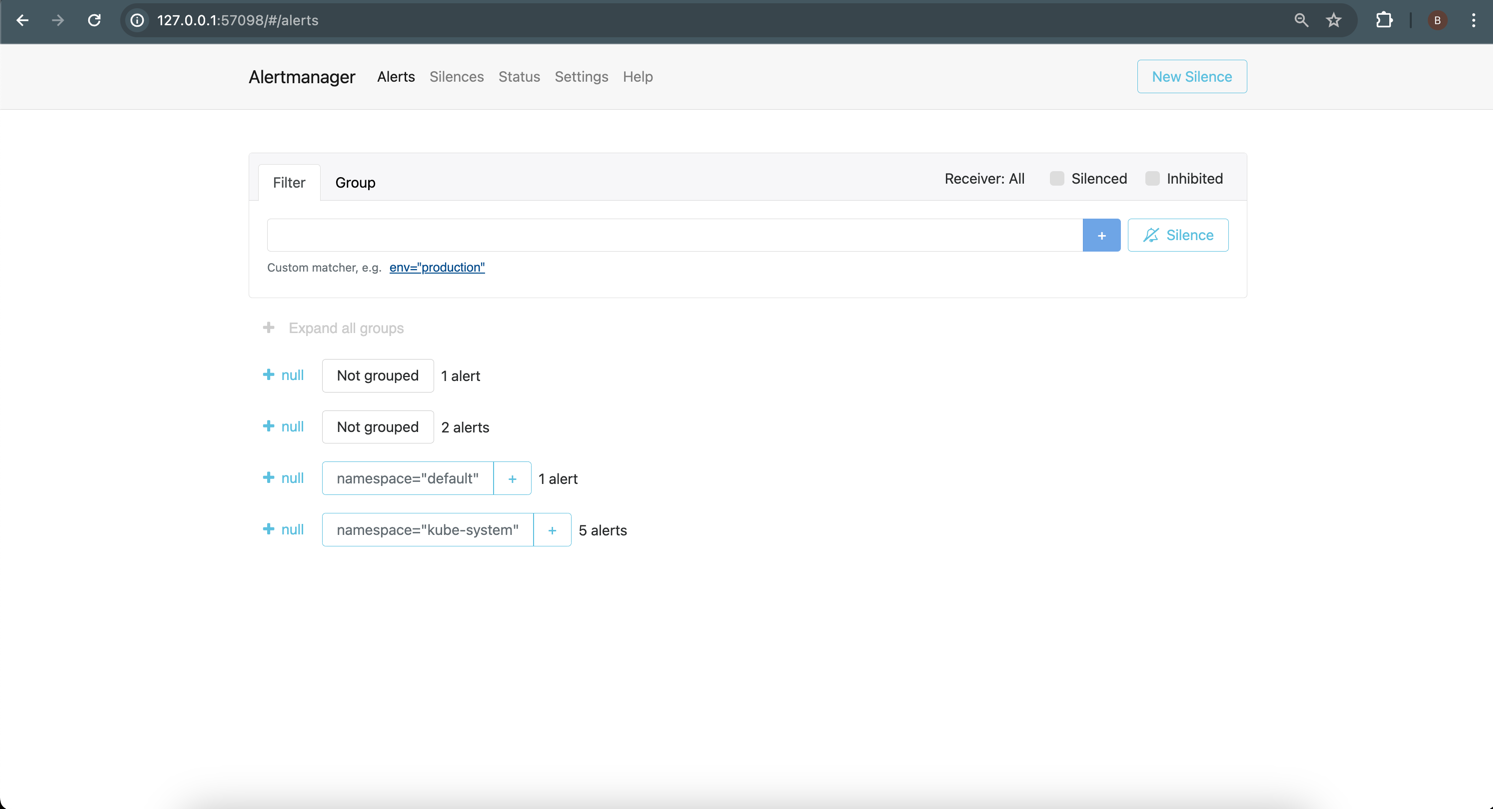 127.0.0.1:57098/#/alerts
B
Alertmanager Alerts Silences Status Settings Help New Silence
Filter Group Receiver: All Silenced Inhibited
+ Silence
Custom matcher, e.g. env="production"
+ Expand all groups
+ null Not grouped 1 alert
+ null Not grouped 2 alerts
+ null namespace="default" + 1 alert
+ null namespace="kube-system" + 5 alerts